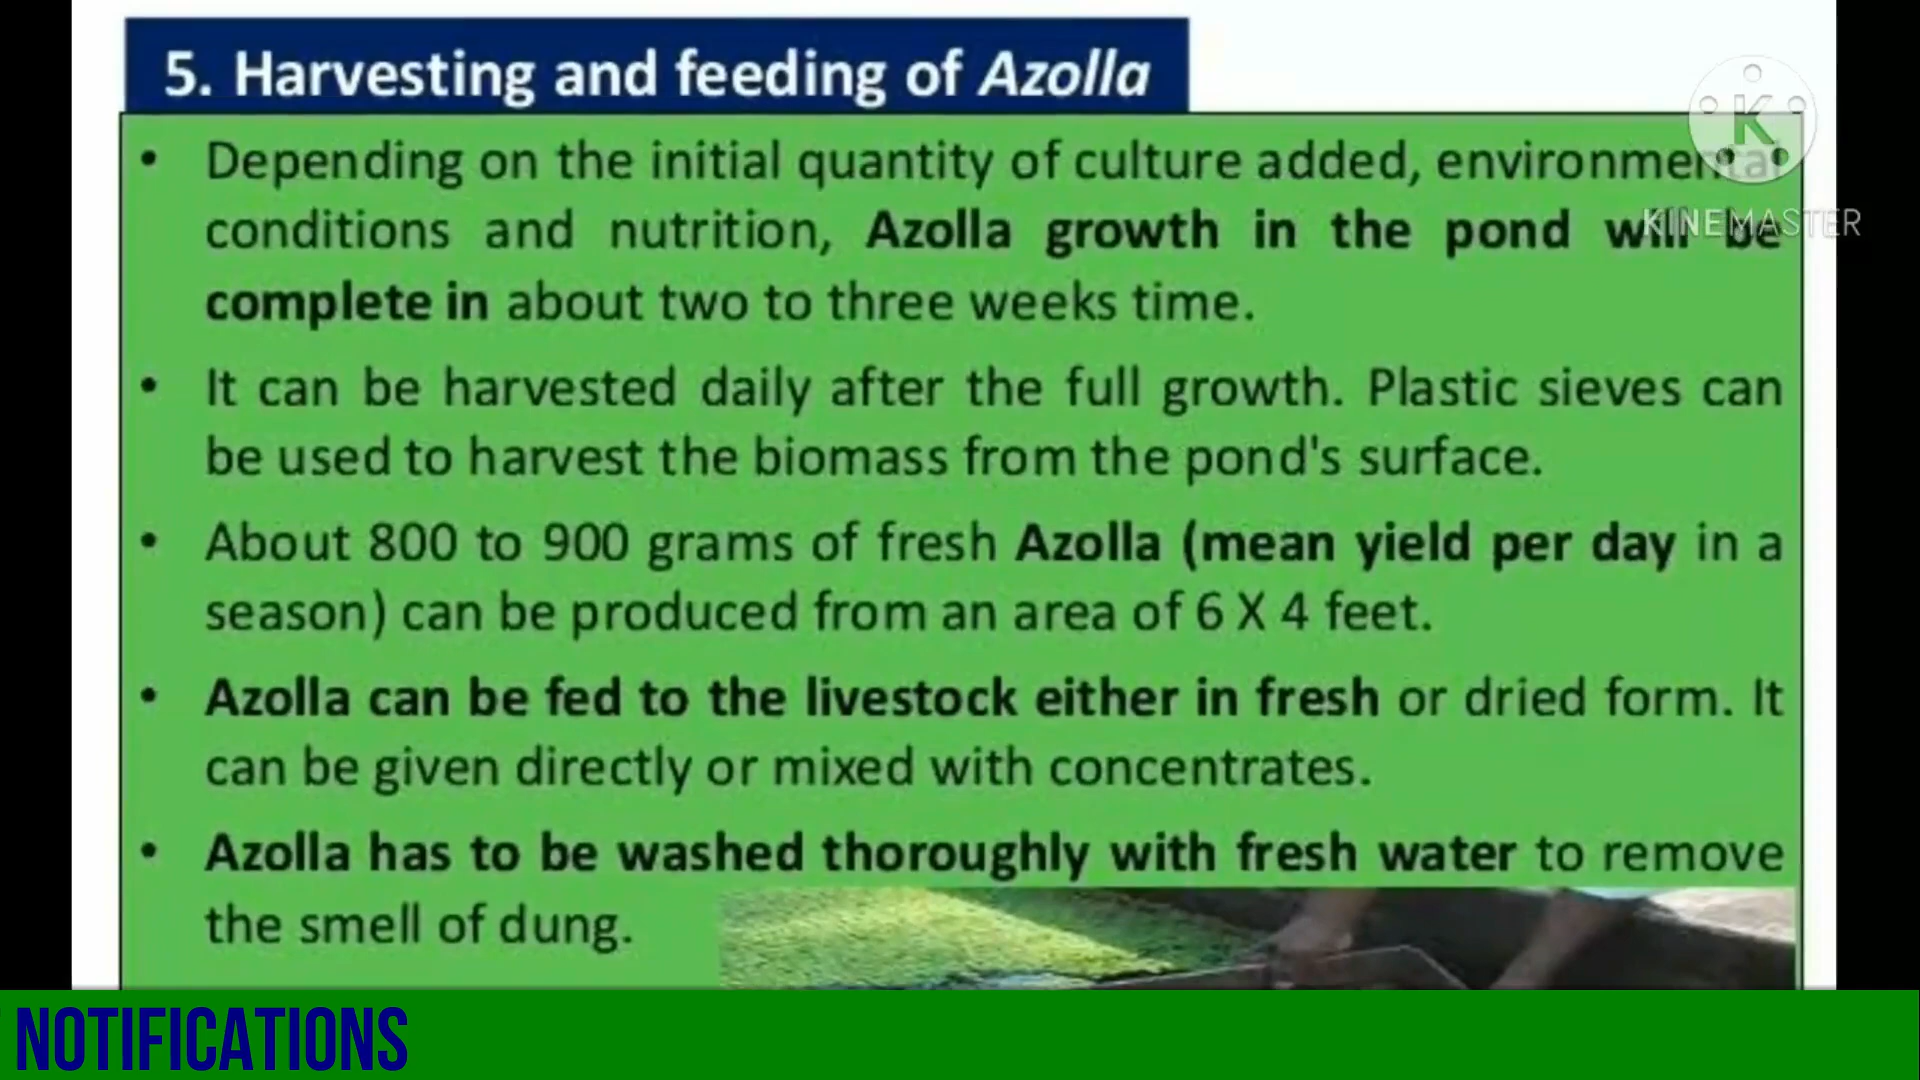 5. Harvesting and feeding of Azolla
• Depending on the initial quantity of culture added, environmental
conditions and nutrition, Azolla growth in the pond will be
complete in about two to three weeks time.
• It can be harvested daily after the full growth. Plastic sieves can
be used to harvest the biomass from the pond's surface.
• About 800 to 900 grams of fresh Azolla (mean yield per day in a
season) can be produced from an area of 6 X 4 feet.
• Azolla can be fed to the livestock either in fresh or dried form. It
can be given directly or mixed with concentrates.
• Azolla has to be washed thoroughly with fresh water to remove
the smell of dung.
K
KINEMASTER
NOTIFICATIONS